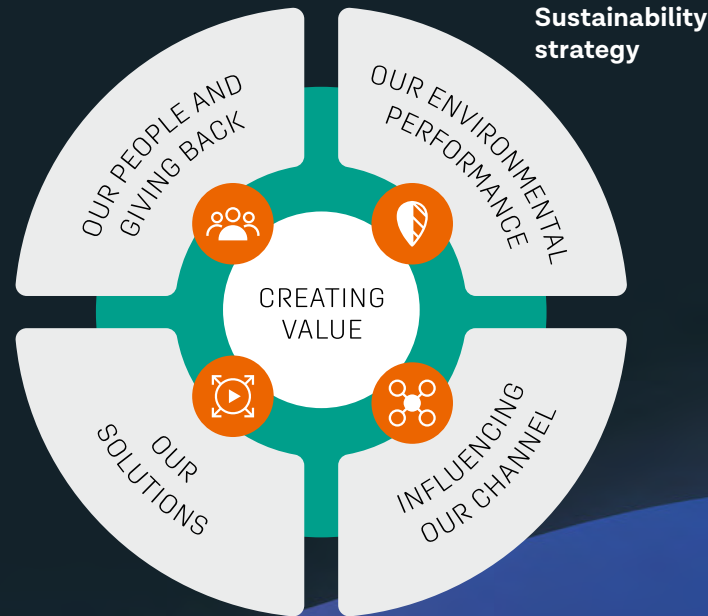 Sustainability
strategy
OUR PEOPLE AND
GIVING BACK
OUR ENVIRONMENTAL
PERFORMANCE
CREATING
VALUE
OUR
SOLUTIONS
INFLUENCING
OUR CHANNEL